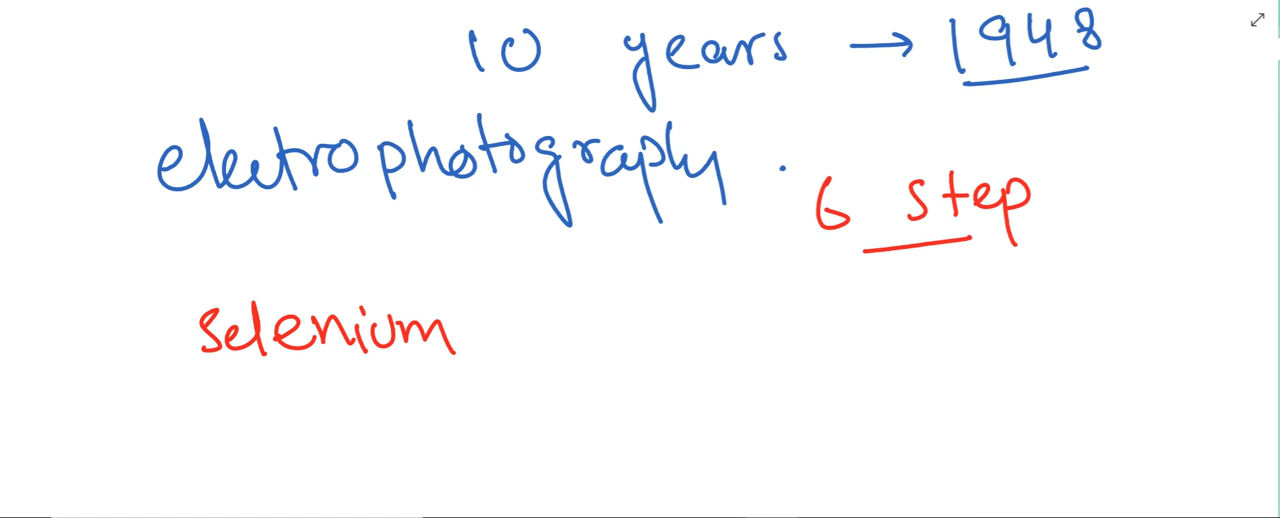 10 years → 1948
electrophotography.
6 step
selenium